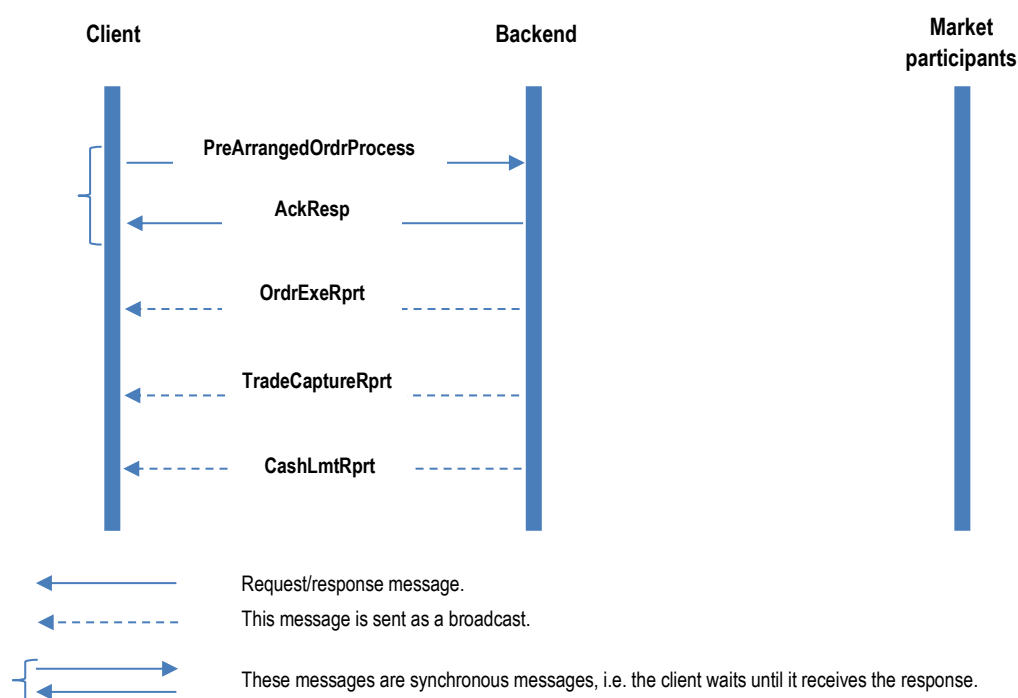 Client
Backend
Market
participants
PreArrangedOrdrProcess
AckResp
OrdrExeRprt
TradeCaptureRprt
CashLmtRprt
Request/response message.
This message is sent as a broadcast.
These messages are synchronous messages, i.e. the client waits until it receives the response.